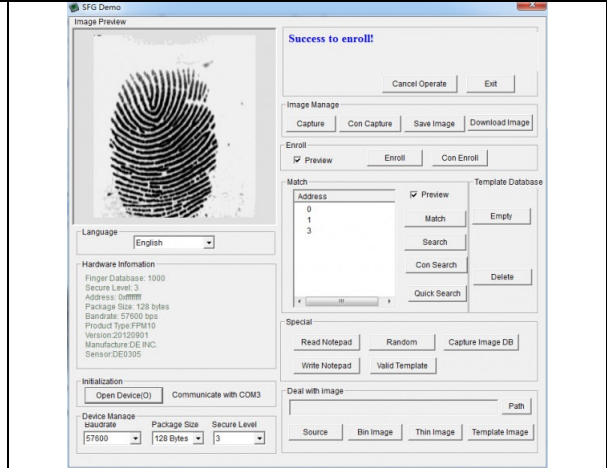 SFG Demo
Image Preview
Success to enroll!
Cancel Operate
Exit
Image Manage
Capture
Con Capture
Save Image
Download Image
Enroll
Preview
Enroll
Con Enroll
Match
Address
0
1
3
Preview
Match
Search
Con Search
Quick Search
Template Database
Empty
Delete
Language
English
Hardware Infomation
Finger Database: 1000
Secure Level: 3
Address: 0xffffffff
Package Size: 128 bytes
Bandrate: 57600 bps
Product Type:FPM10
Version:20120901
Manufacture:DE INC.
Sensor:DE0305
Special
Read Notepad
Random
Capture Image DB
Write Notepad
Valid Template
Initialization
Open Device(O)
Communicate with COM3
Deal with image
Path
Source
Bin Image
Thin Image
Template Image
Device Manage
Baudrate
Package Size
Secure Level
57600
128 Bytes
3